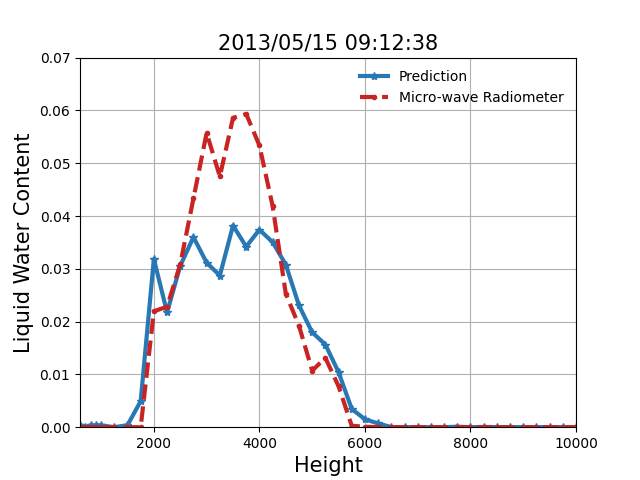 2013/05/15 09:12:38
0.07
0.06
0.05
0.04
0.03
0.02
0.01
0.00
Liquid Water Content
Prediction
Micro-wave Radiometer
2000 4000 6000 8000 10000
Height